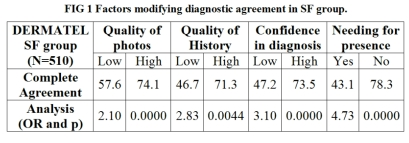 FIG 1 Factors modifying diagnostic agreement in SF group.
DERMATEL SF group (N=510) Quality of photos Quality of History Confidence in diagnosis Needing for presence
Low High Low High Low High Yes No
Complete Agreement 57.6 74.1 46.7 71.3 47.2 73.5 43.1 78.3
Analysis (OR and p) 2.10 0.0000 2.83 0.0044 3.10 0.0000 4.73 0.0000